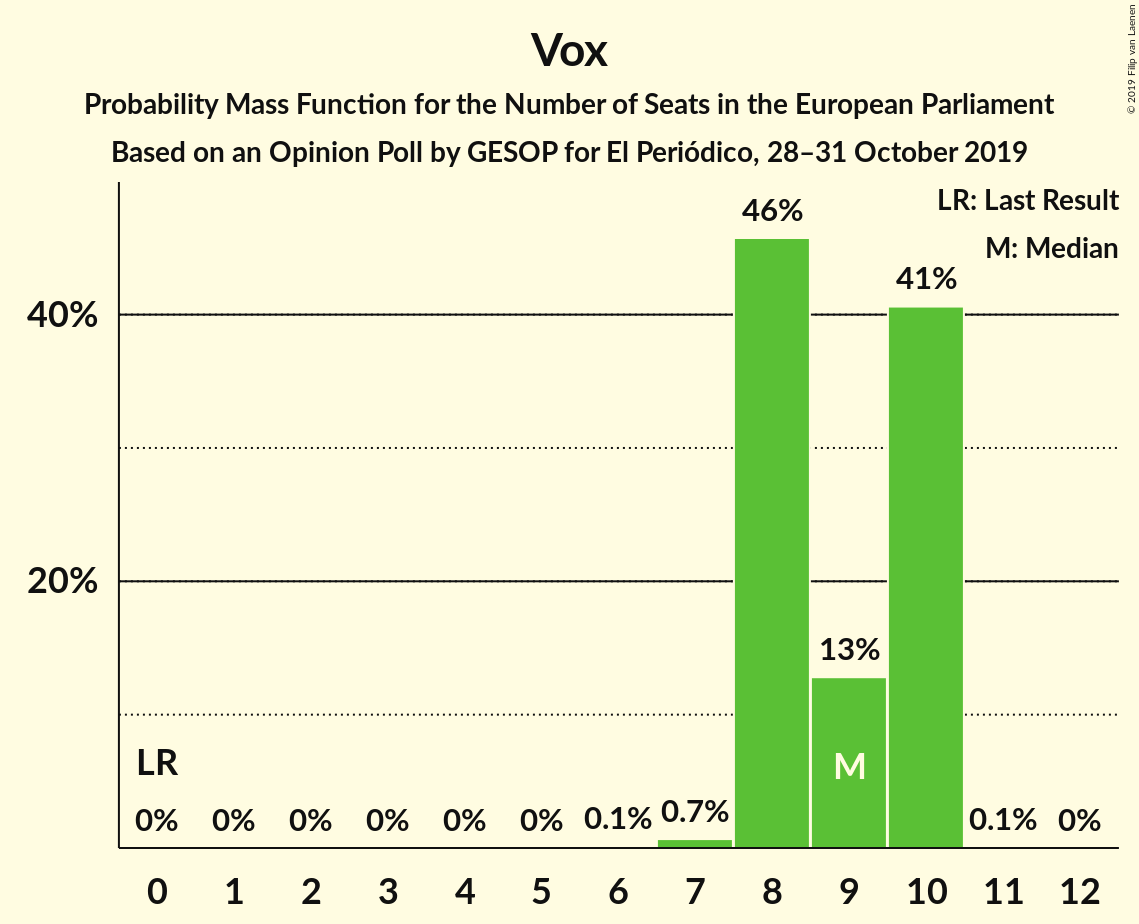 Vox
Probability Mass Function for the Number of Seats in the European Parliament
Based on an Opinion Poll by GESOP for El Periódico, 28–31 October 2019
© 2019 Filip van Laenen
LR: Last Result
M: Median
46%
41%
40%
20%
13%
M
LR
0% 0% 0% 0% 0% 0% 0.1% 0.7% 0.1% 0%
0 1 2 3 4 5 6 7 8 9 10 11 12